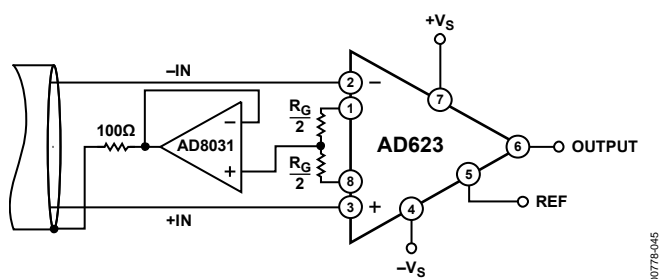 +VS
–IN
2
–
7
1
100Ω
–
AD8031
+
RG
2
RG
2
AD623
6
OUTPUT
8
5
REF
3
+
4
+IN
–VS
00778-045